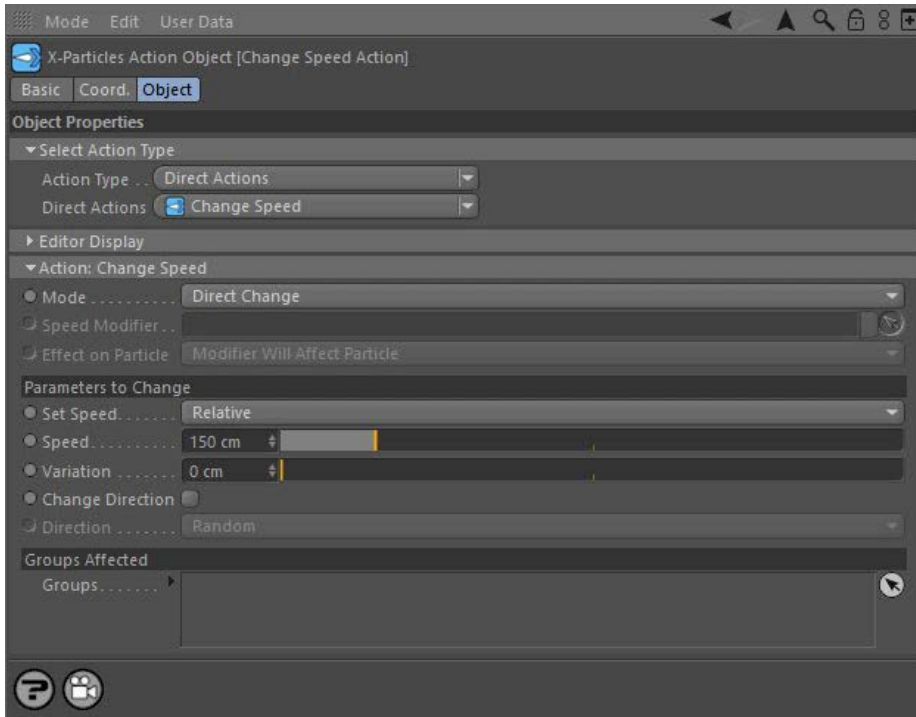 Mode Edit User Data
X-Particles Action Object [Change Speed Action]
Basic Coord. Object
Object Properties
Select Action Type
Action Type . . Direct Actions
Direct Actions Change Speed
Editor Display
Action: Change Speed
Mode . . . . . . . . . . Direct Change
Speed Modifier . .
Effect on Particle Modifier Will Affect Particle
Parameters to Change
Set Speed. . . . . . . Relative
Speed. . . . . . . . . . 150 cm
Variation . . . . . . . 0 cm
Change Direction
Direction . . . . . . . Random
Groups Affected
Groups. . . . . . .